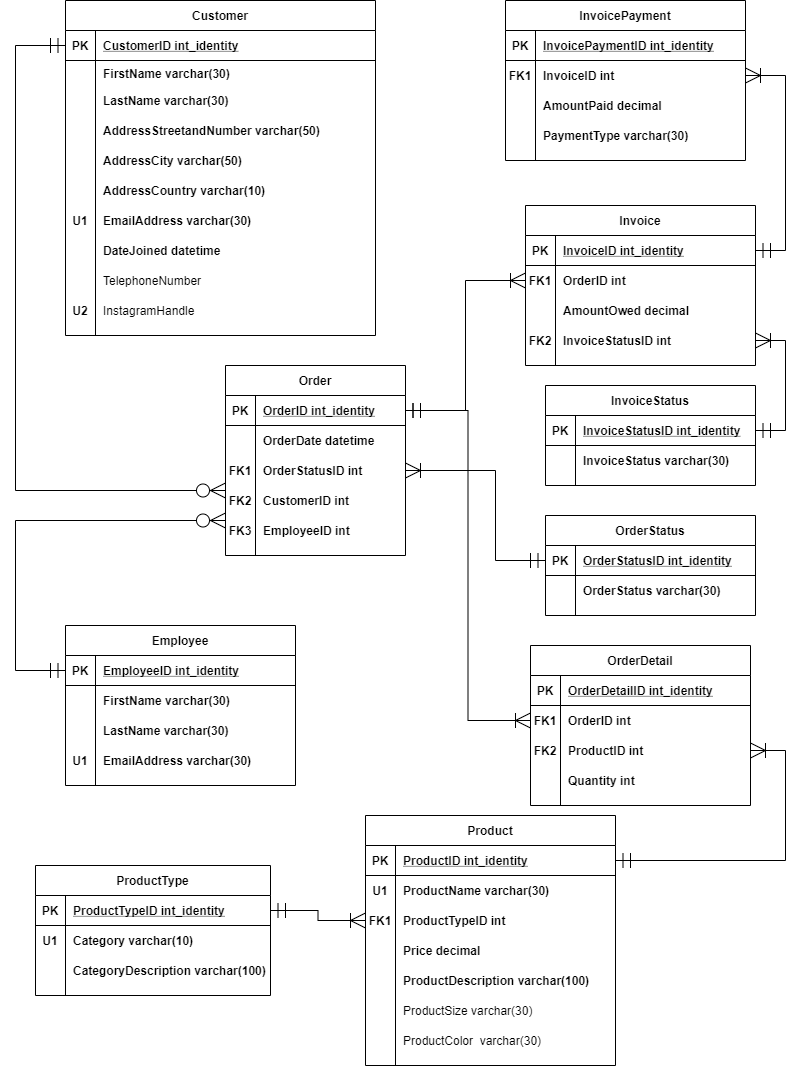 Customer
PK CustomerID int_identity
FirstName varchar(30)
LastName varchar(30)
AddressStreetandNumber varchar(50)
AddressCity varchar(50)
AddressCountry varchar(10)
U1 EmailAddress varchar(30)
DateJoined datetime
TelephoneNumber
U2 InstagramHandle
InvoicePayment
PK InvoicePaymentID int_identity
FK1 InvoiceID int
AmountPaid decimal
PaymentType varchar(30)
Invoice
PK InvoiceID int_identity
FK1 OrderID int
AmountOwed decimal
FK2 InvoiceStatusID int
Order
PK OrderID int_identity
OrderDate datetime
FK1 OrderStatusID int
FK2 CustomerID int
FK3 EmployeeID int
InvoiceStatus
PK InvoiceStatusID int_identity
InvoiceStatus varchar(30)
OrderStatus
PK OrderStatusID int_identity
OrderStatus varchar(30)
Employee
PK EmployeeID int_identity
FirstName varchar(30)
LastName varchar(30)
U1 EmailAddress varchar(30)
OrderDetail
PK OrderDetailID int_identity
FK1 OrderID int
FK2 ProductID int
Quantity int
ProductType
PK ProductTypeID int_identity
U1 Category varchar(10)
CategoryDescription varchar(100)
Product
PK ProductID int_identity
U1 ProductName varchar(30)
FK1 ProductTypeID int
Price decimal
ProductDescription varchar(100)
ProductSize varchar(30)
ProductColor varchar(30)